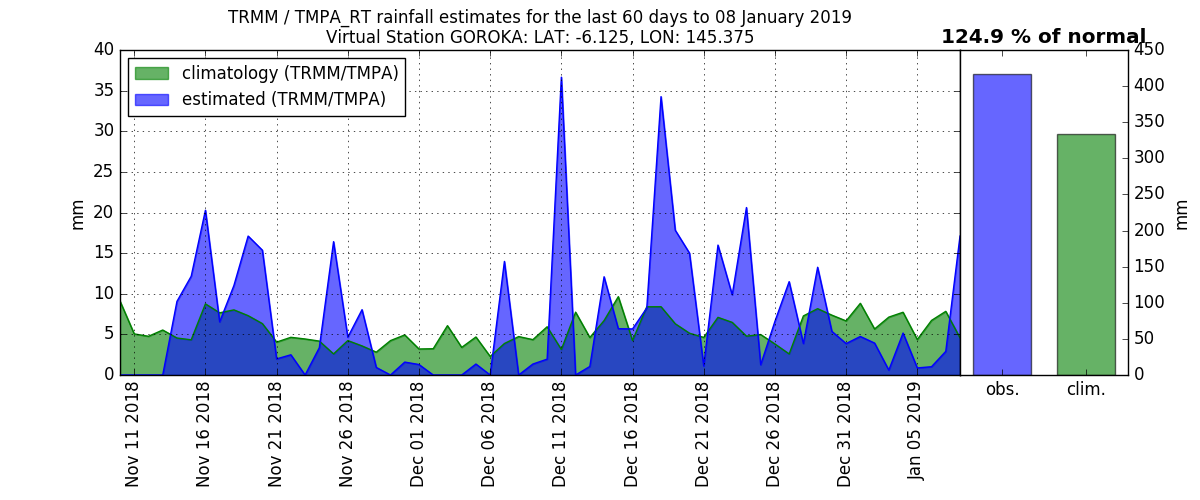 TRMM / TMPA_RT rainfall estimates for the last 60 days to 08 January 2019
Virtual Station GOROKA: LAT: -6.125, LON: 145.375
124.9 % of normal
climatology (TRMM/TMPA)
estimated (TRMM/TMPA)
40
35
30
25
20
15
10
5
0
mm
Nov 11 2018
Nov 16 2018
Nov 21 2018
Nov 26 2018
Dec 01 2018
Dec 06 2018
Dec 11 2018
Dec 16 2018
Dec 21 2018
Dec 26 2018
Dec 31 2018
Jan 05 2019
obs.
clim.
450
400
350
300
250
200
150
100
50
0
mm